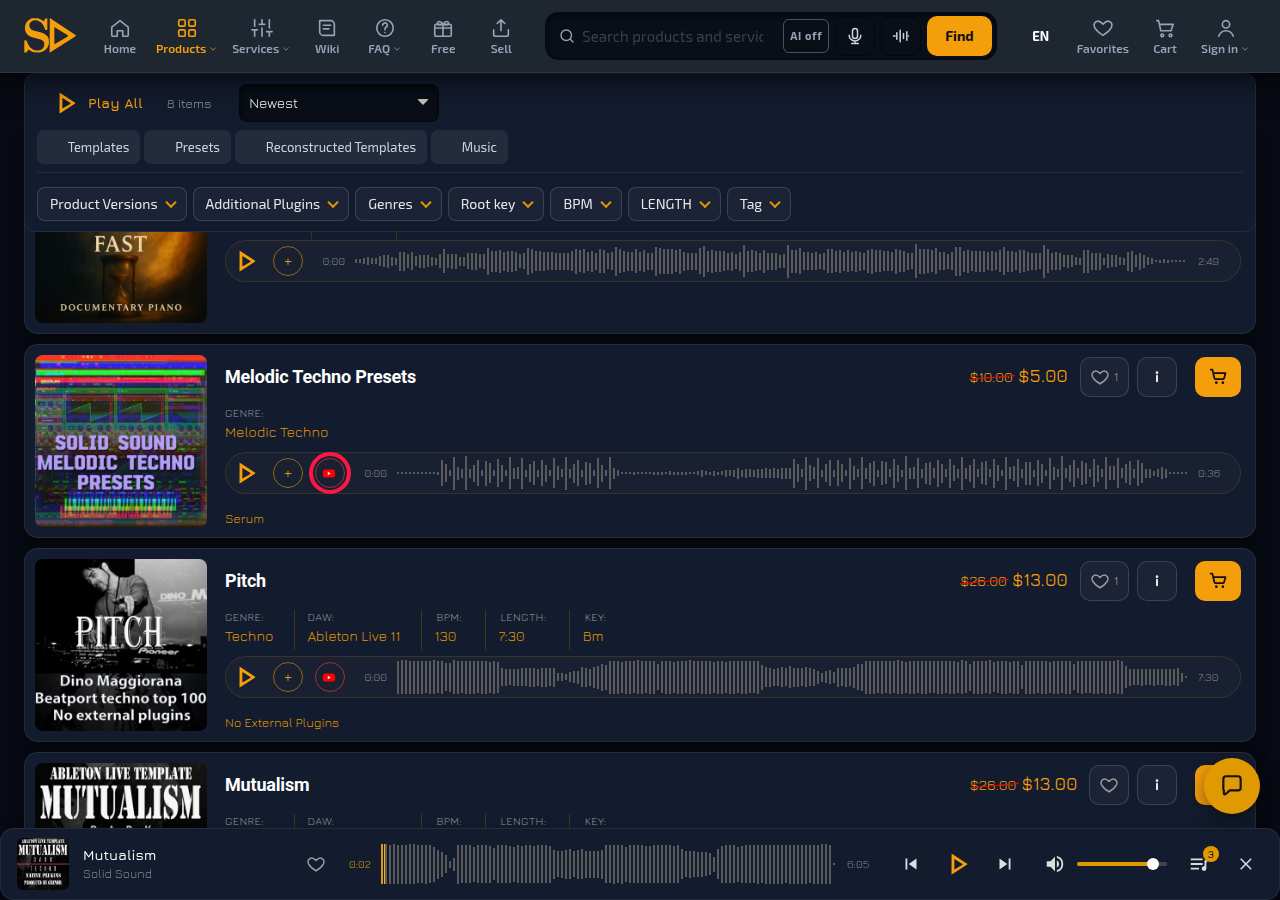 Home
Products
Services
Wiki
FAQ
Free
Sell
Search products and servic
AI off
Find
EN
Favorites
Cart
Sign in
Play All
8 items
Newest
Templates
Presets
Reconstructed Templates
Music
Product Versions
Additional Plugins
Genres
Root key
BPM
LENGTH
Tag
FAST
DOCUMENTARY PIANO
+
0:00
2:49
SOLID SOUND
MELODIC TECHNO
PRESETS
Melodic Techno Presets
$10.00 $5.00
1
GENRE:
Melodic Techno
+
0:00
0:36
Serum
DINO M
PITCH
Pioneer
Dino Maggiorana
Beatport techno top 100
No external plugins
Pitch
$26.00 $13.00
1
GENRE:
Techno
DAW:
Ableton Live 11
BPM:
130
LENGTH:
7:30
KEY:
Bm
+
0:00
7:30
No External Plugins
ABLETON LIVE TEMPLATE
MUTUALISM
Mutualism
$26.00 $13.00
GENRE:
DAW:
BPM:
LENGTH:
KEY:
ABLETON LIVE TEMPLATE
MUTUALISM
Mutualism
Solid Sound
0:02
6:05
3